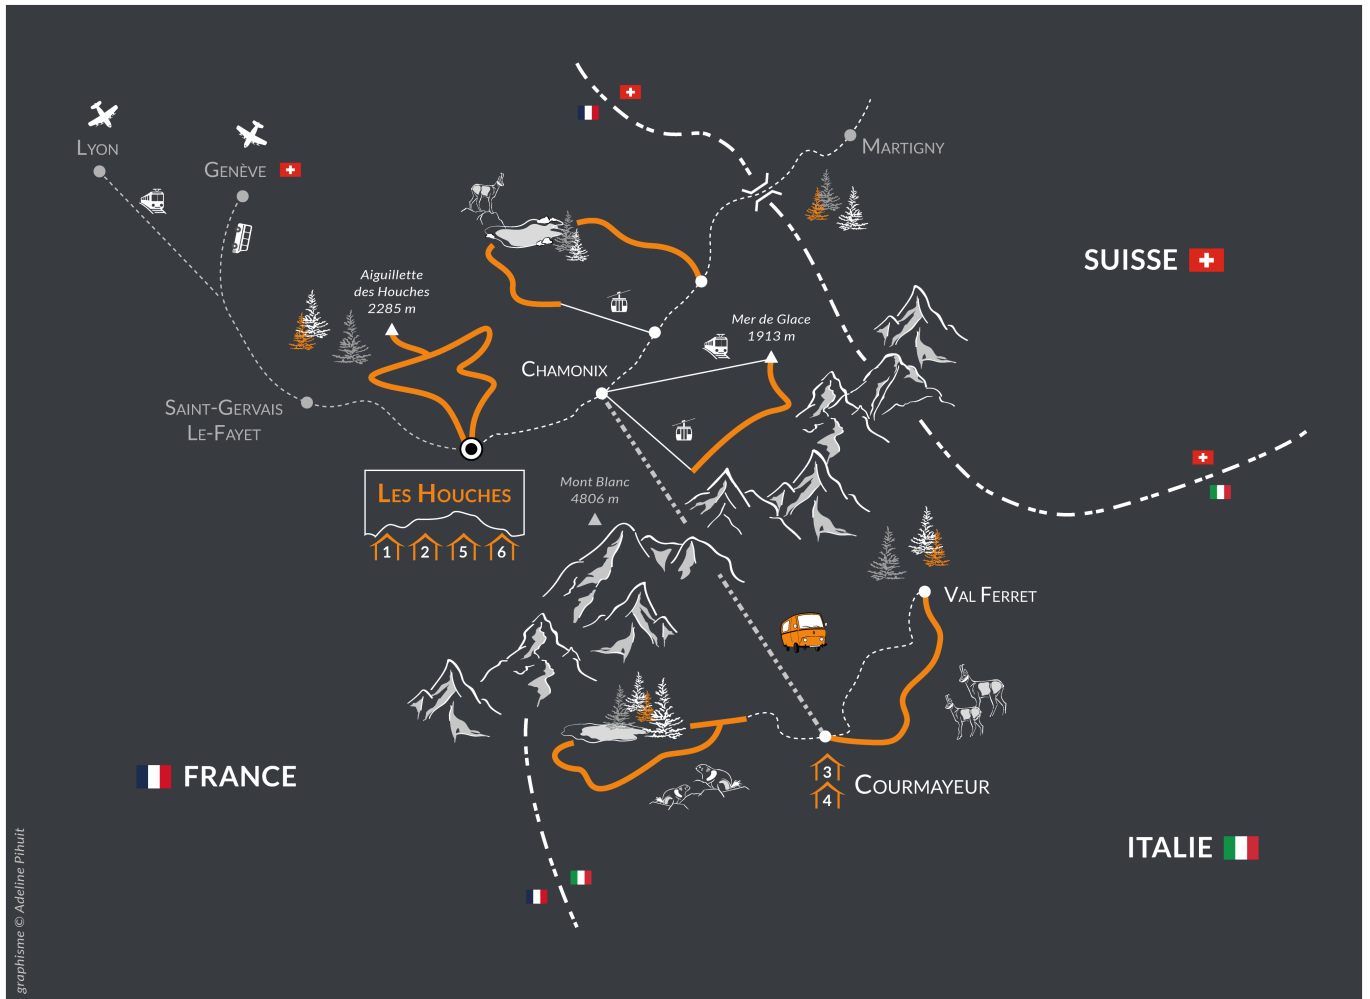 LYON
GENÈVE
MARTIGNY
SUISSE
Aiguillette
des Houches
2285 m
Mer de Glace
1913 m
CHAMONIX
SAINT-GERVAIS
LE-FAYET
LES HOUCHES
1 2 5 6
Mont Blanc
4806 m
VAL FERRET
FRANCE
3
4
COURMAYEUR
ITALIE
graphisme © Adeline Pihuit